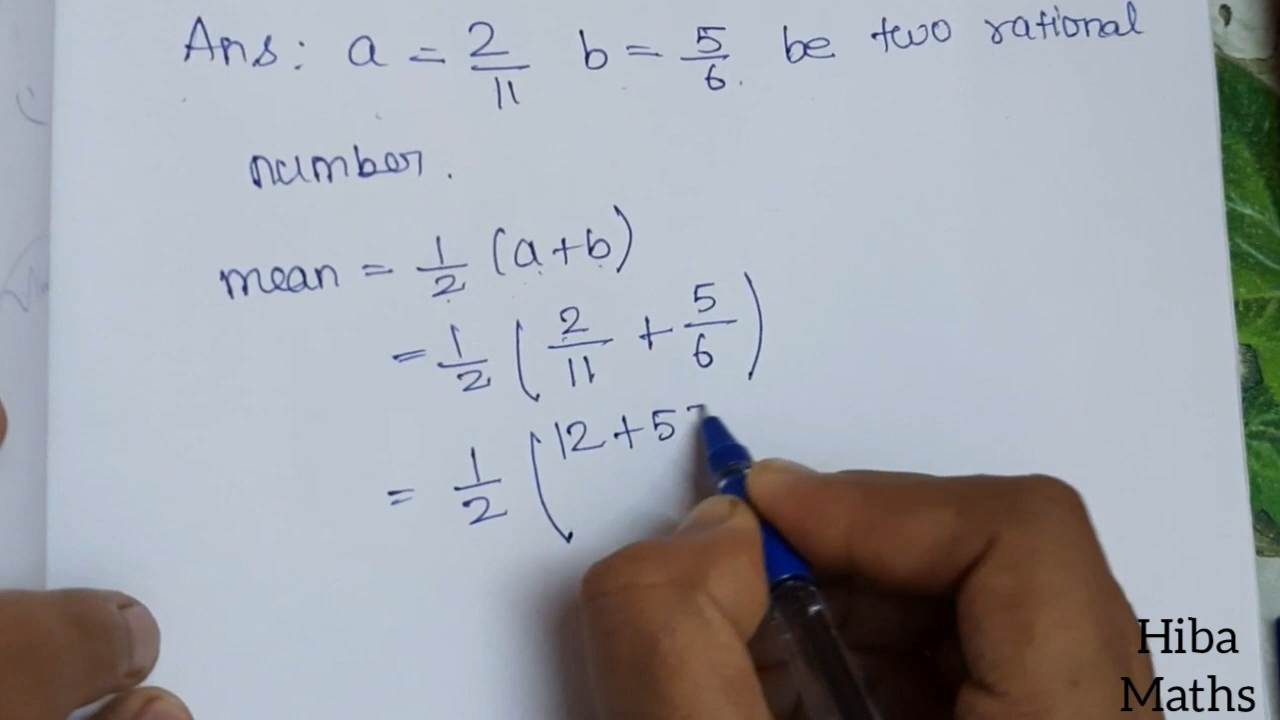 Ans: a = 2/11 b = 5/6 be two rational
number.
mean = 1/2 (a+b)
= 1/2 ( 2/11 + 5/6 )
= 1/2 ( 12 + 5
Hiba
Maths